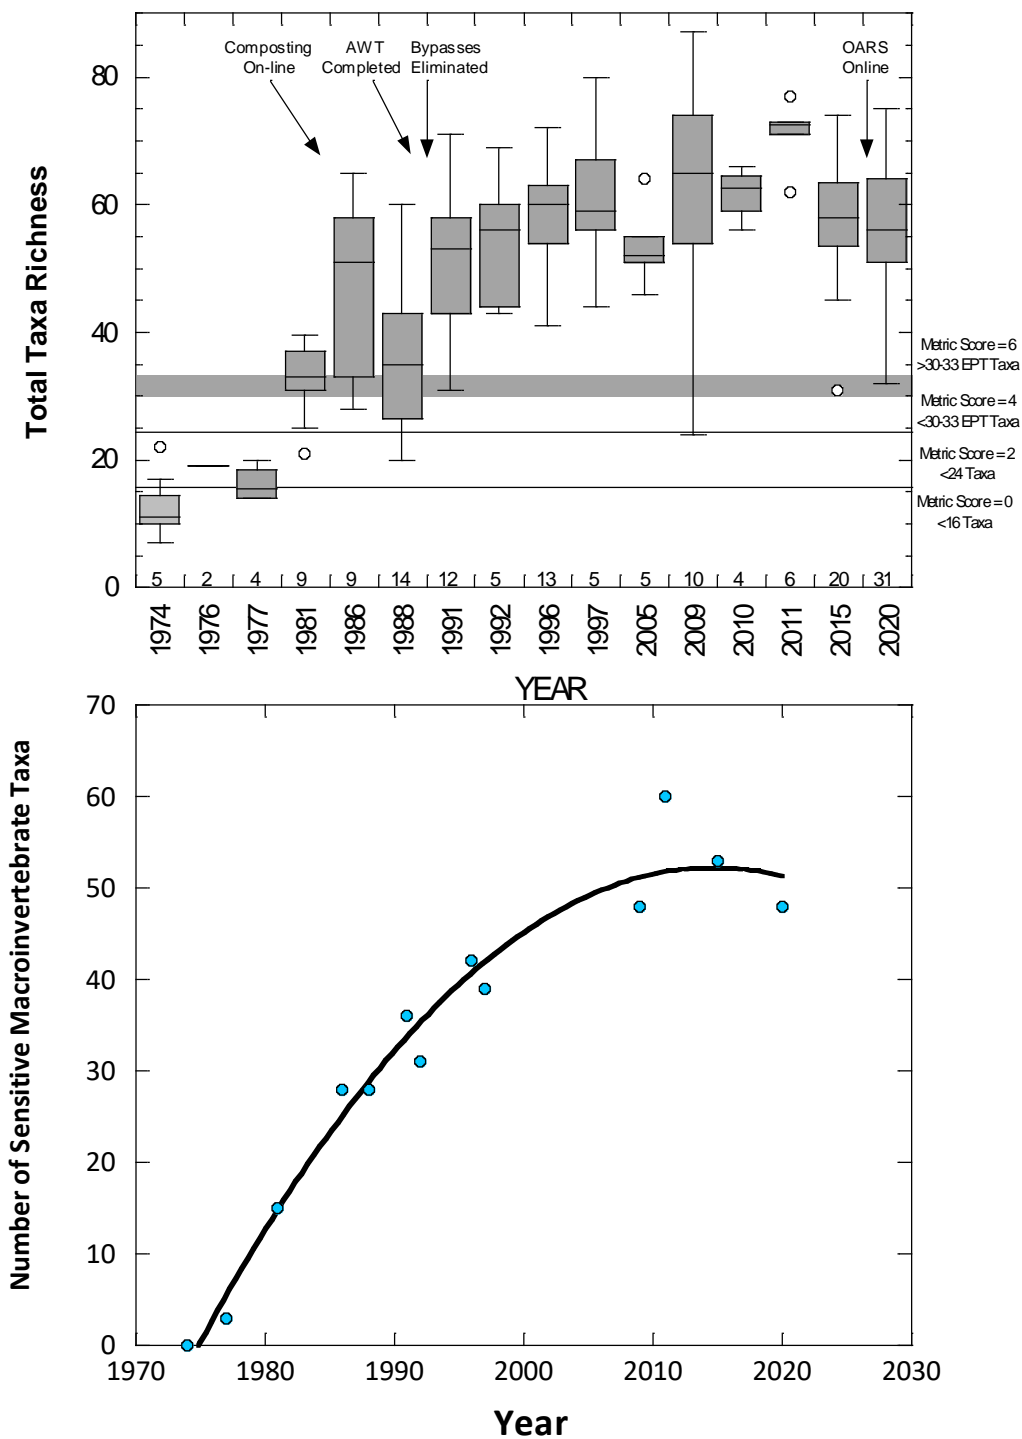 Composting
On-line
AWT
Completed
Bypasses
Eliminated
OARS
Online
80
60
40
20
0
Total Taxa Richness
Metric Score = 6
>30-33 EPT Taxa
Metric Score = 4
<30-33 EPT Taxa
Metric Score = 2
<24 Taxa
Metric Score = 0
<16 Taxa
5 2 4 9 9 14 12 5 13 5 5 10 4 6 20 31
1974 1976 1977 1981 1986 1988 1991 1992 1996 1997 2005 2009 2010 2011 2015 2020
YEAR
70
60
50
40
30
20
10
0
Number of Sensitive Macroinvertebrate Taxa
1970 1980 1990 2000 2010 2020 2030
Year